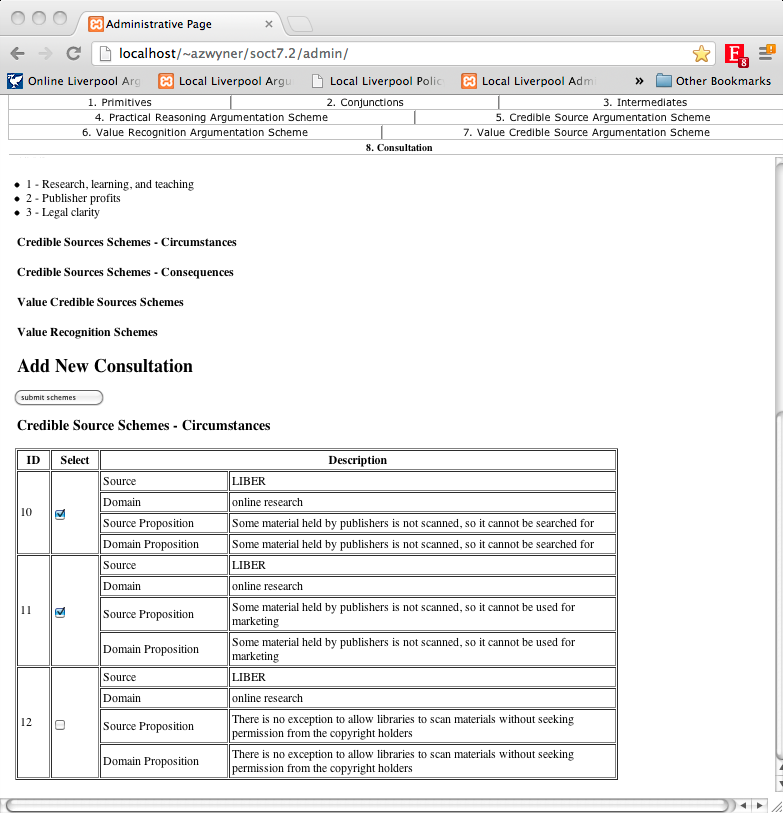 Administrative Page
localhost/~azwyner/soct7.2/admin/
8
Online Liverpool Arg
Local Liverpool Argu
Local Liverpool Polic
Local Liverpool Adm
»
Other Bookmarks
1. Primitives
2. Conjunctions
3. Intermediates
4. Practical Reasoning Argumentation Scheme
5. Credible Source Argumentation Scheme
6. Value Recognition Argumentation Scheme
7. Value Credible Source Argumentation Scheme
8. Consultation
• 1 - Research, learning, and teaching
• 2 - Publisher profits
• 3 - Legal clarity
Credible Sources Schemes - Circumstances
Credible Sources Schemes - Consequences
Value Credible Sources Schemes
Value Recognition Schemes
Add New Consultation
submit schemes
Credible Source Schemes - Circumstances
ID Select Description
10
Source LIBER
Domain online research
Source Proposition Some material held by publishers is not scanned, so it cannot be searched for
Domain Proposition Some material held by publishers is not scanned, so it cannot be searched for
11
Source LIBER
Domain online research
Source Proposition Some material held by publishers is not scanned, so it cannot be used for
marketing
Domain Proposition Some material held by publishers is not scanned, so it cannot be used for
marketing
12
Source LIBER
Domain online research
Source Proposition There is no exception to allow libraries to scan materials without seeking
permission from the copyright holders
Domain Proposition There is no exception to allow libraries to scan materials without seeking
permission from the copyright holders